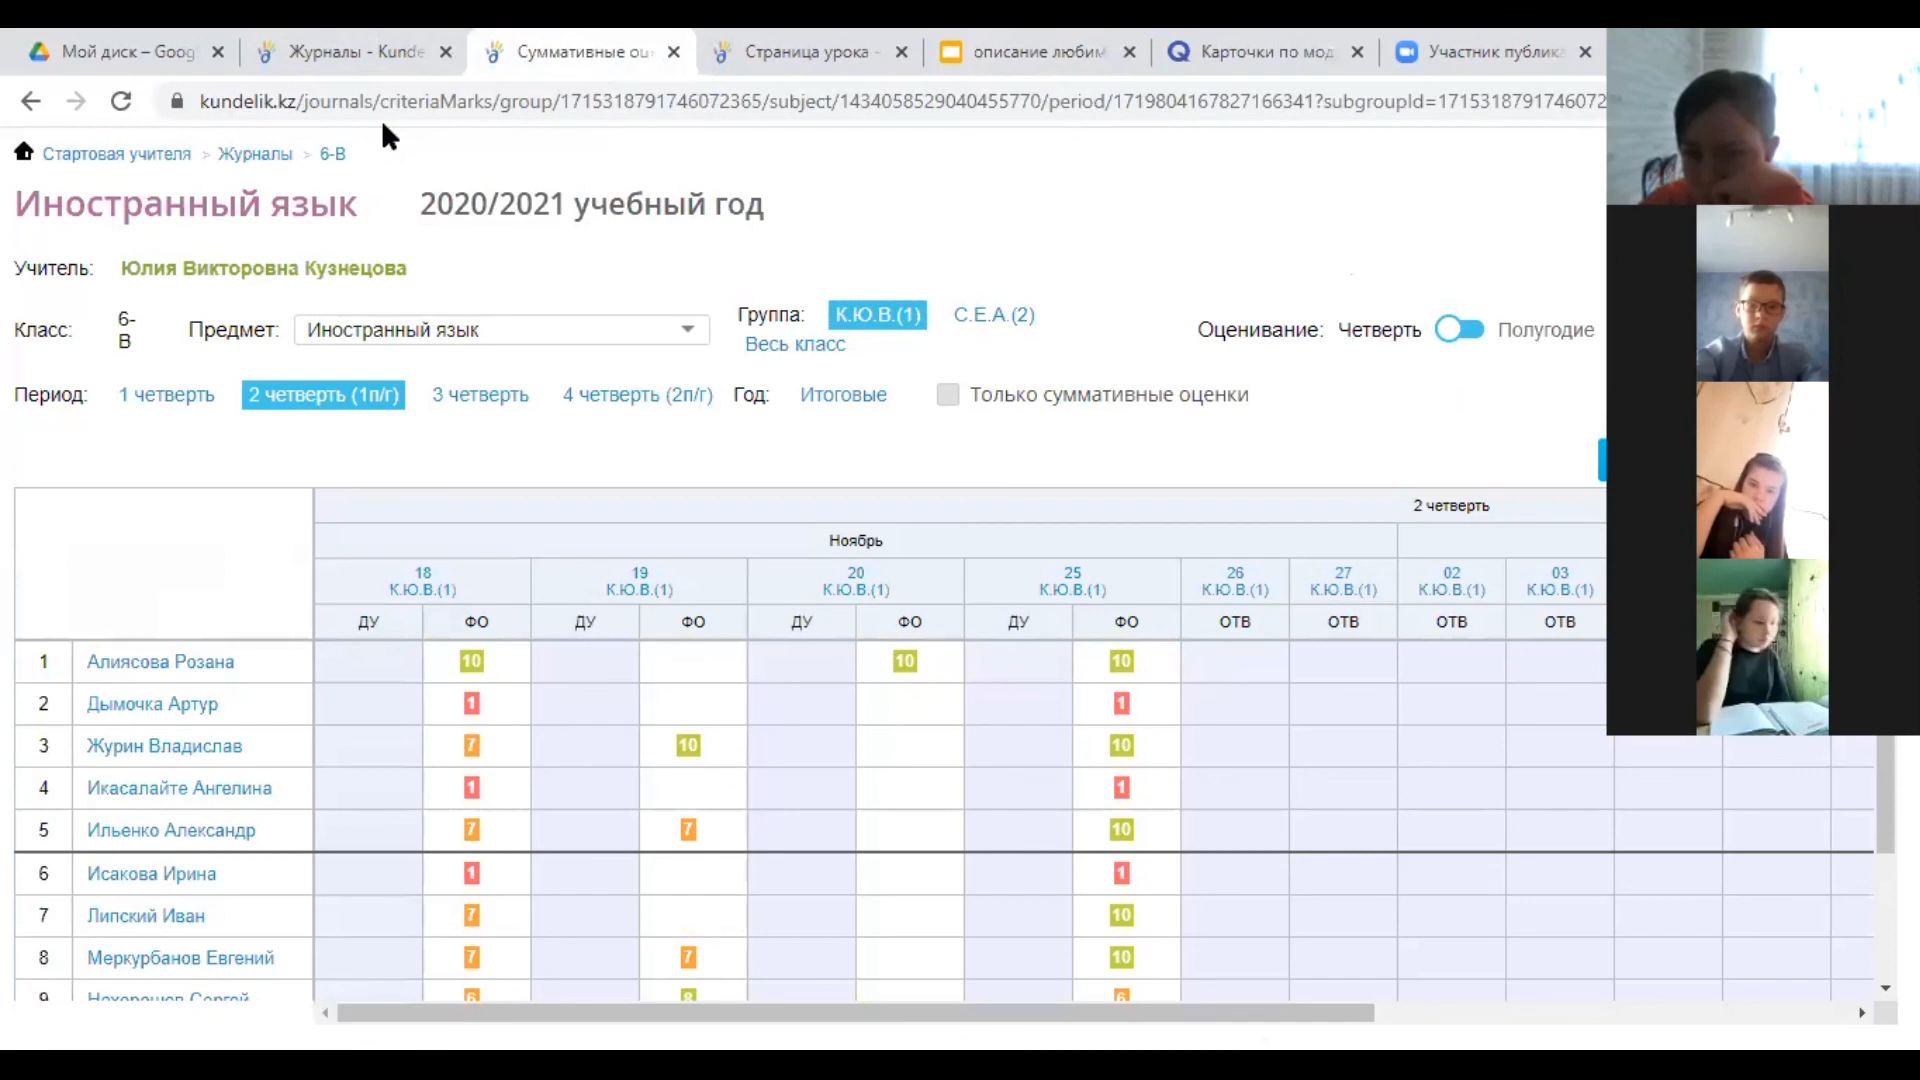 Мой диск – Goog
Журналы - Kunde
Суммативные оц
Страница урока -
описание любим
Карточки по мод
Участник публика
kundelik.kz/journals/criteriaMarks/group/1715318791746072365/subject/1434058529040455770/period/1719804167827166341?subgroupId=1715318791746072
Стартовая учителя > Журналы > 6-В
Иностранный язык 2020/2021 учебный год
Учитель: Юлия Викторовна Кузнецова
Класс: 6-В Предмет: Иностранный язык Группа: К.Ю.В.(1) С.Е.А.(2) Весь класс Оценивание: Четверть Полугодие
Период: 1 четверть 2 четверть (1п/г) 3 четверть 4 четверть (2п/г) Год: Итоговые Только суммативные оценки
2 четверть
Ноябрь
18 19 20 25 26 27 02 03
К.Ю.В.(1) К.Ю.В.(1) К.Ю.В.(1) К.Ю.В.(1) К.Ю.В.(1) К.Ю.В.(1) К.Ю.В.(1) К.Ю.В.(1)
ДУ ФО ДУ ФО ДУ ФО ДУ ФО ОТВ ОТВ ОТВ ОТВ
1 Алиясова Розана 10 10 10
2 Дымочка Артур 1 1
3 Журин Владислав 7 10 10
4 Икасалайте Ангелина 1 1
5 Ильенко Александр 7 7 10
6 Исакова Ирина 1 1
7 Липский Иван 7 10
8 Меркурбанов Евгений 7 7 10
9 6 8 6